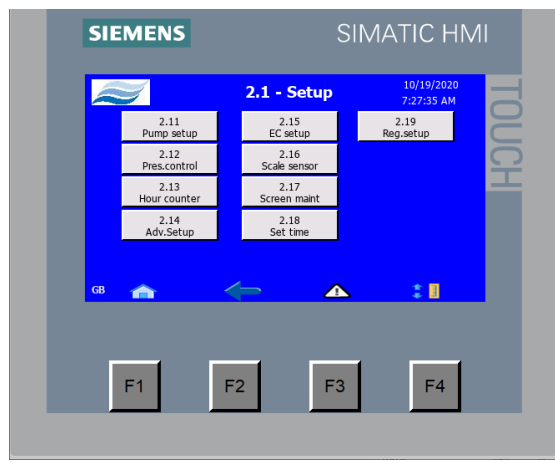 SIEMENS
SIMATIC HMI
TOUCH
2.1 - Setup
10/19/2020
7:27:35 AM
2.11
Pump setup
2.15
EC setup
2.19
Reg.setup
2.12
Pres.control
2.16
Scale sensor
2.13
Hour counter
2.17
Screen maint
2.14
Adv.Setup
2.18
Set time
GB
F1
F2
F3
F4